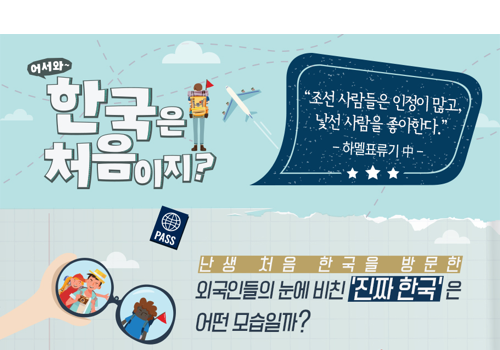 어서와~
한국은
처음이지?
“조선 사람들은 인정이 많고,
낯선 사람을 좋아한다.”
– 하멜표류기 中 –
PASS
난생 처음 한국을 방문한
외국인들의 눈에 비친 '진짜 한국' 은
어떤 모습일까?